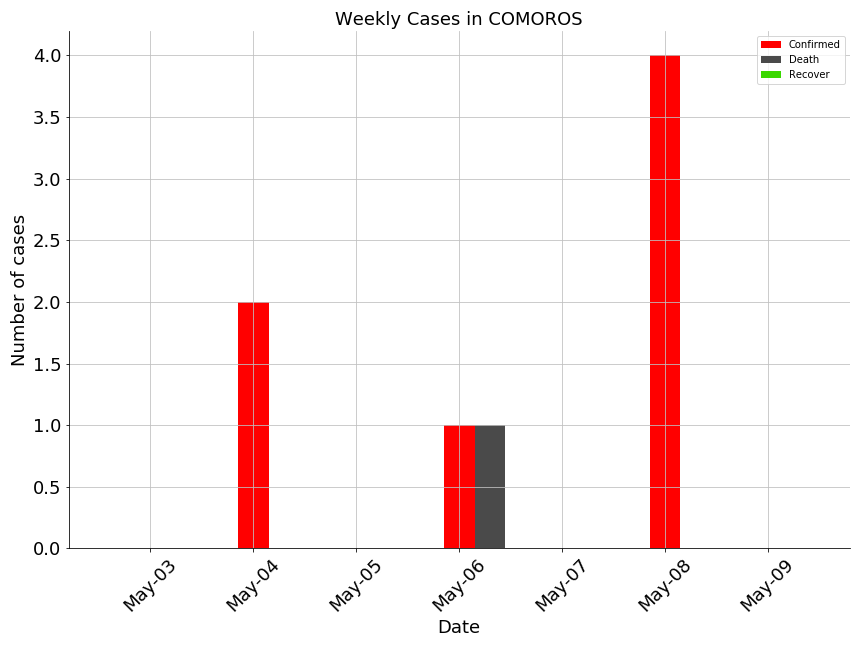 Weekly Cases in COMOROS
Confirmed
Death
Recover
4.0
3.5
3.0
2.5
2.0
1.5
1.0
0.5
0.0
Number of cases
May-03
May-04
May-05
May-06
May-07
May-08
May-09
Date